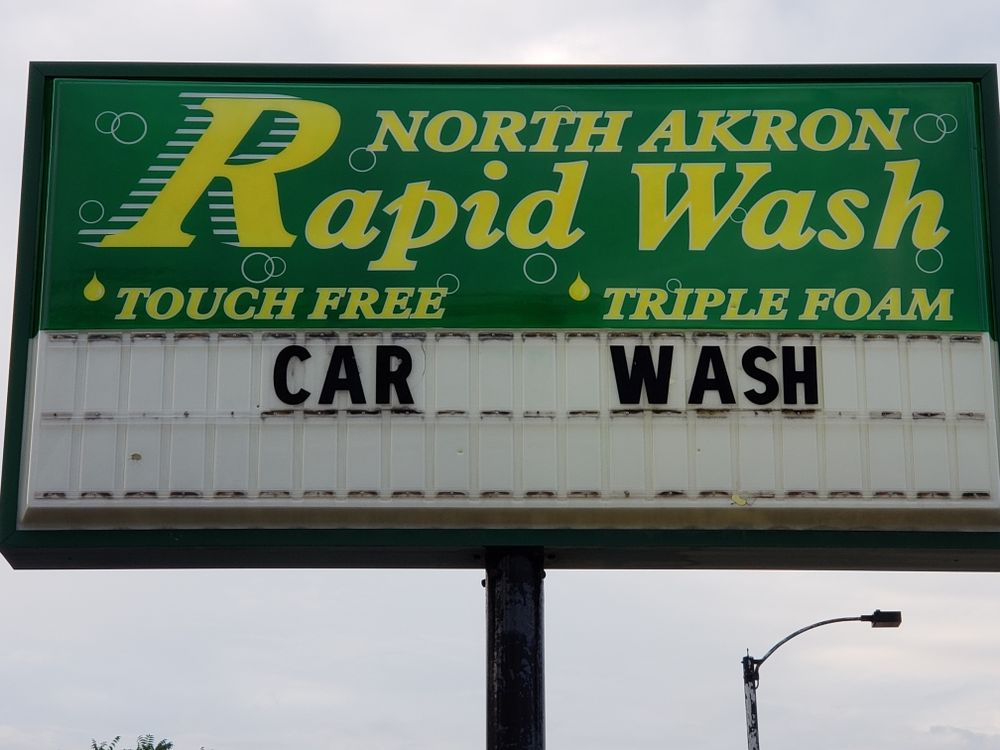 NORTH AKRON
Rapid Wash
TOUCH FREE TRIPLE FOAM
CAR WASH